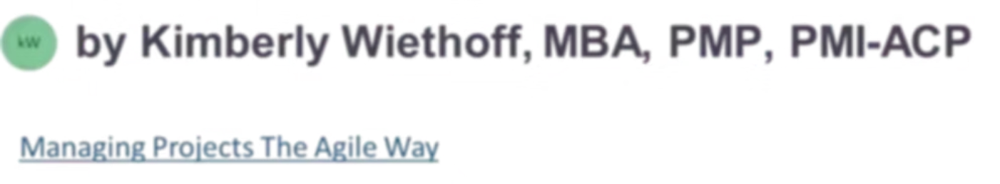 kW by Kimberly Wiethoff, MBA, PMP, PMI-ACP
Managing Projects The Agile Way